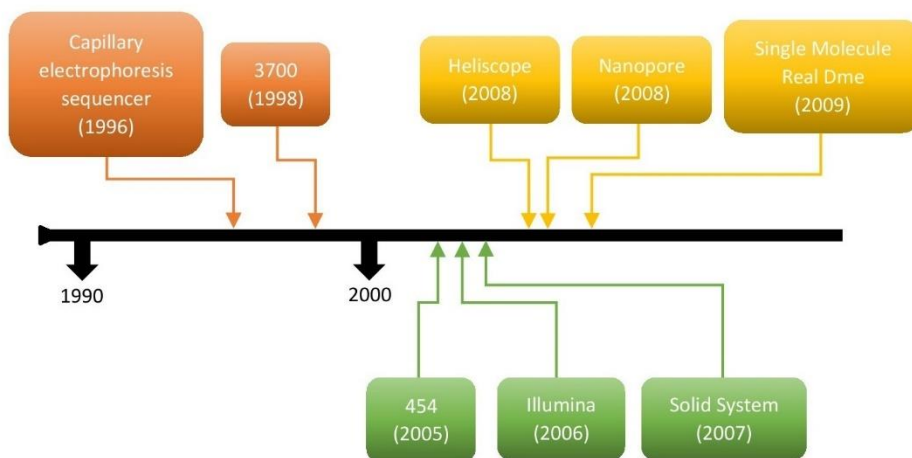 Capillary
electrophoresis
sequencer
(1996)
3700
(1998)
Heliscope
(2008)
Nanopore
(2008)
Single Molecule
Real Dme
(2009)
1990
2000
454
(2005)
Illumina
(2006)
Solid System
(2007)